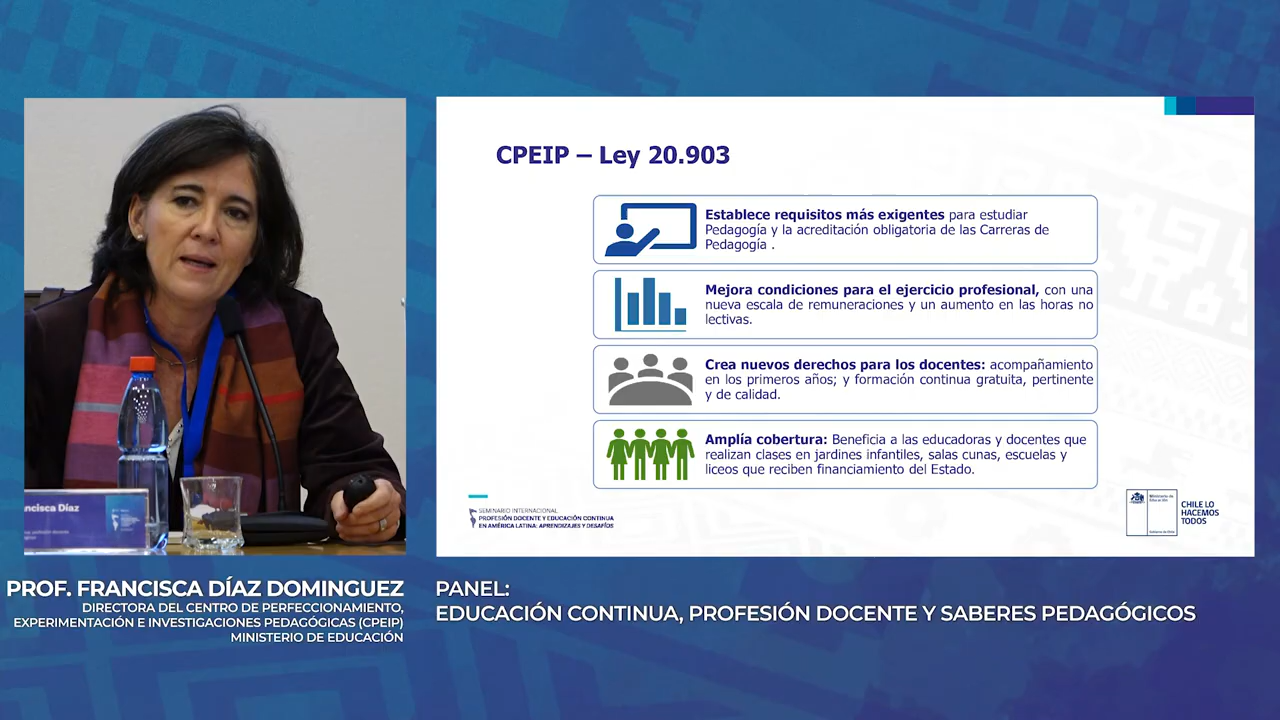 CPEIP – Ley 20.903
Establece requisitos más exigentes para estudiar
Pedagogía y la acreditación obligatoria de las Carreras de
Pedagogía .
Mejora condiciones para el ejercicio profesional, con una
nueva escala de remuneraciones y un aumento en las horas no
lectivas.
Crea nuevos derechos para los docentes: acompañamiento
en los primeros años; y formación continua gratuita, pertinente
y de calidad.
Amplía cobertura: Beneficia a las educadoras y docentes que
realizan clases en jardines infantiles, salas cunas, escuelas y
liceos que reciben financiamiento del Estado.
SEMINARIO INTERNACIONAL
PROFESIÓN DOCENTE Y EDUCACIÓN CONTINUA
EN AMÉRICA LATINA: APRENDIZAJES Y DESAFÍOS
Ministerio de
Educación
Gobierno de Chile
CHILE LO
HACEMOS
TODOS
Díaz
PROF. FRANCISCA DÍAZ DOMINGUEZ
DIRECTORA DEL CENTRO DE PERFECCIONAMIENTO,
EXPERIMENTACIÓN E INVESTIGACIONES PEDAGÓGICAS (CPEIP)
MINISTERIO DE EDUCACIÓN
PANEL:
EDUCACIÓN CONTINUA, PROFESIÓN DOCENTE Y SABERES PEDAGÓGICOS